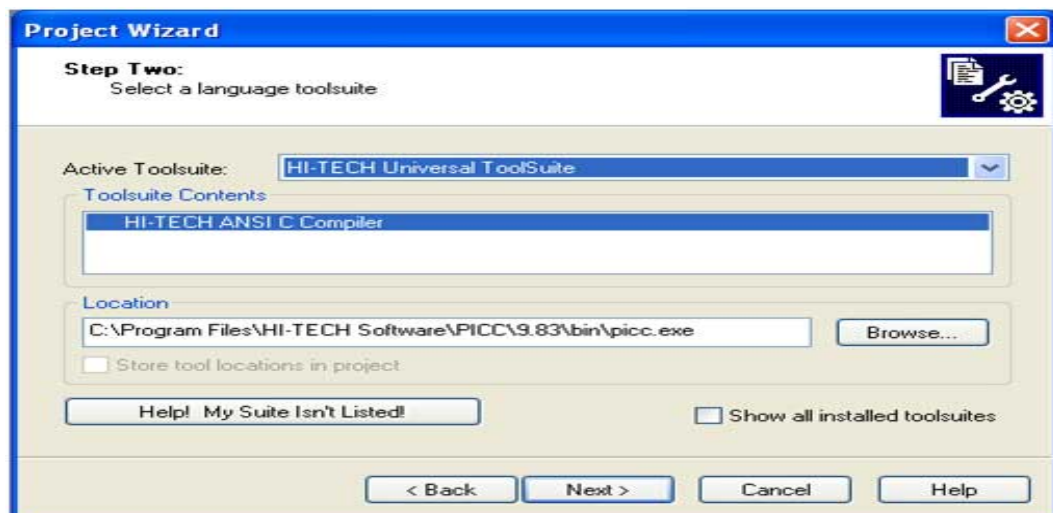 Project Wizard
Step Two:
Select a language toolsuite
Active Toolsuite: HI-TECH Universal ToolSuite
Toolsuite Contents
HI-TECH ANSI C Compiler
Location
C:\Program Files\HI-TECH Software\PICC\9.83\bin\picc.exe Browse...
Store tool locations in project
Help! My Suite Isn't Listed! Show all installed toolsuites
< Back Next > Cancel Help